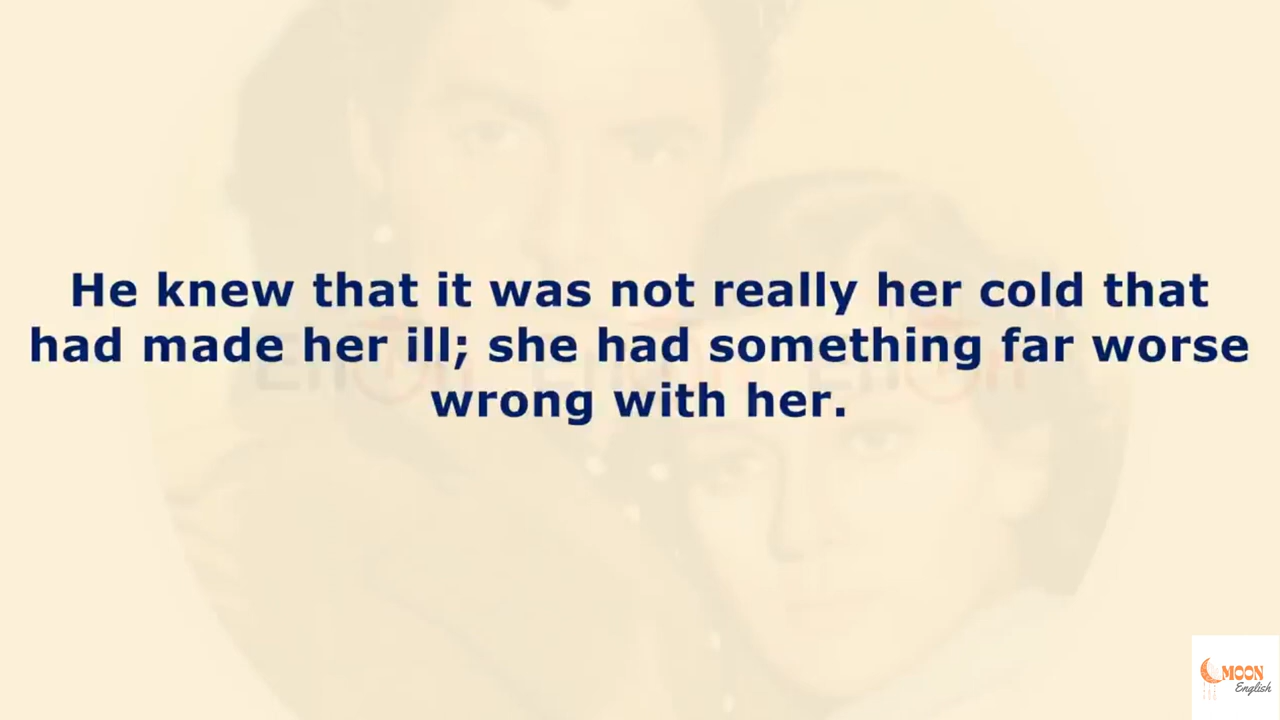 He knew that it was not really her cold that
had made her ill; she had something far worse
wrong with her.
MOON
English